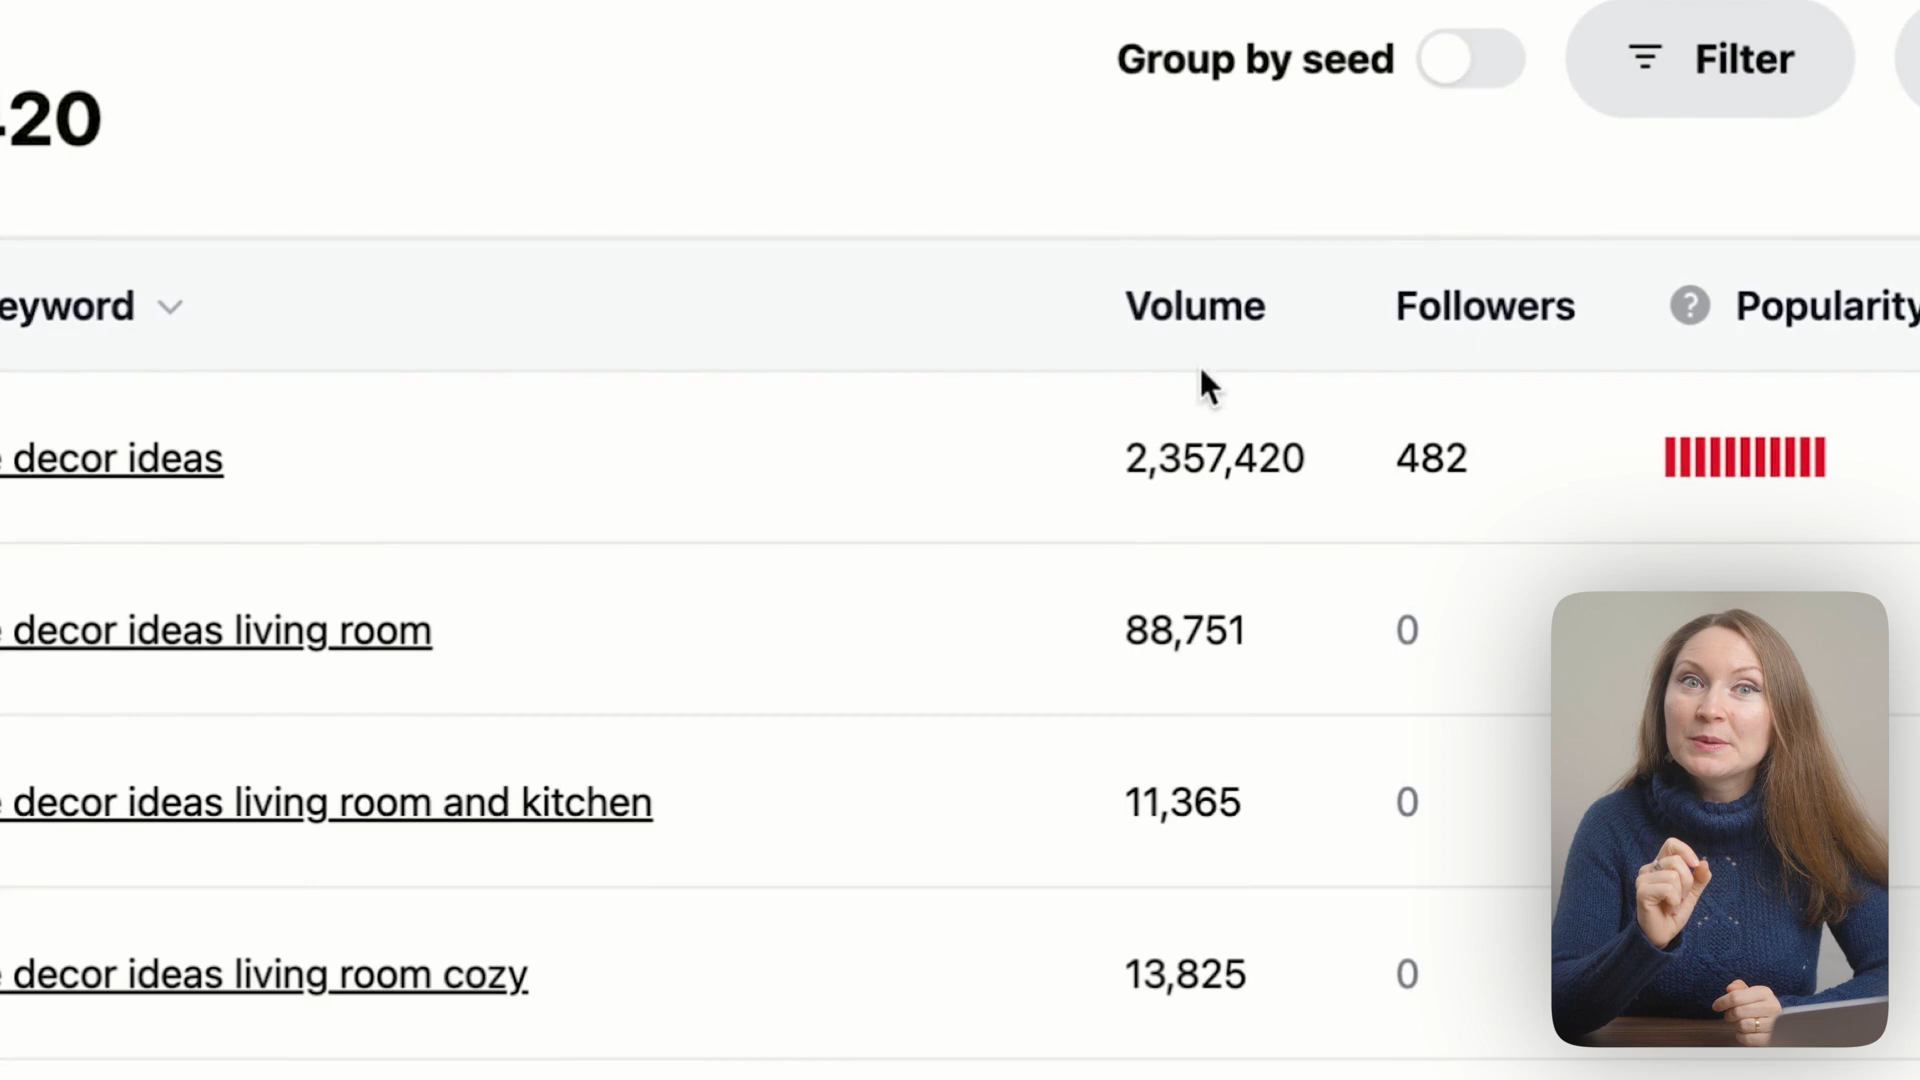 Group by seed
Filter
420
eyword
Volume
Followers
?
Popularity
e decor ideas
2,357,420
482
e decor ideas living room
88,751
0
e decor ideas living room and kitchen
11,365
0
e decor ideas living room cozy
13,825
0